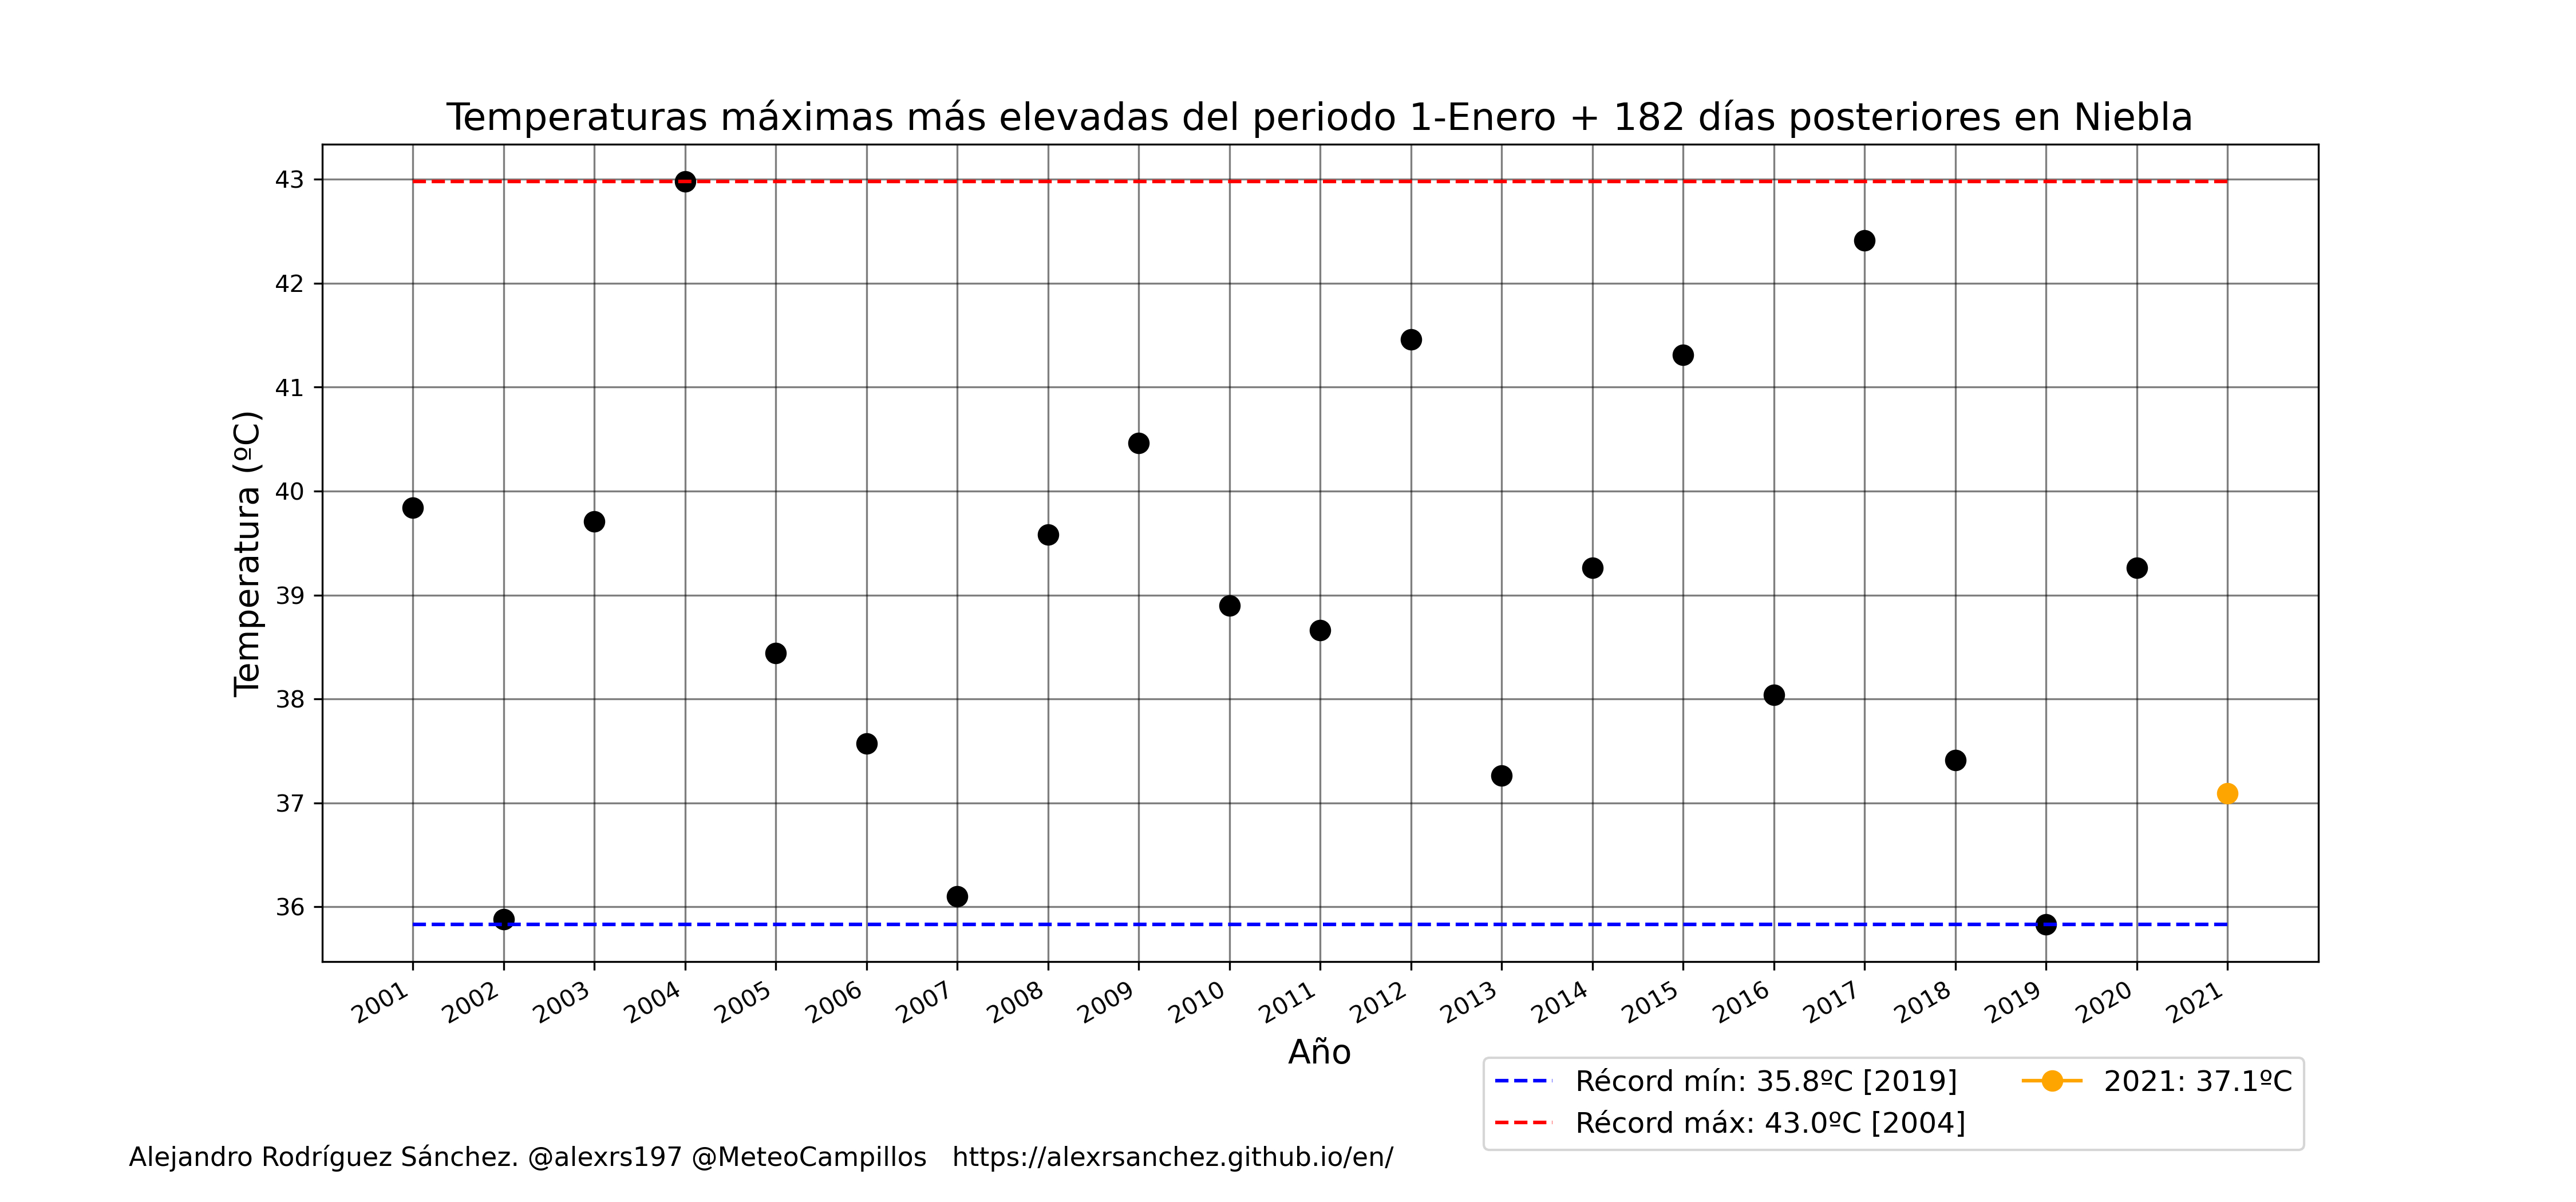 Temperaturas máximas más elevadas del periodo 1-Enero + 182 días posteriores en Niebla
Temperatura (ºC)
43
42
41
40
39
38
37
36
2001 2002 2003 2004 2005 2006 2007 2008 2009 2010 2011 2012 2013 2014 2015 2016 2017 2018 2019 2020 2021
Año
Récord mín: 35.8ºC [2019]
Récord máx: 43.0ºC [2004]
2021: 37.1ºC
Alejandro Rodríguez Sánchez. @alexrs197 @MeteoCampillos https://alexrsanchez.github.io/en/